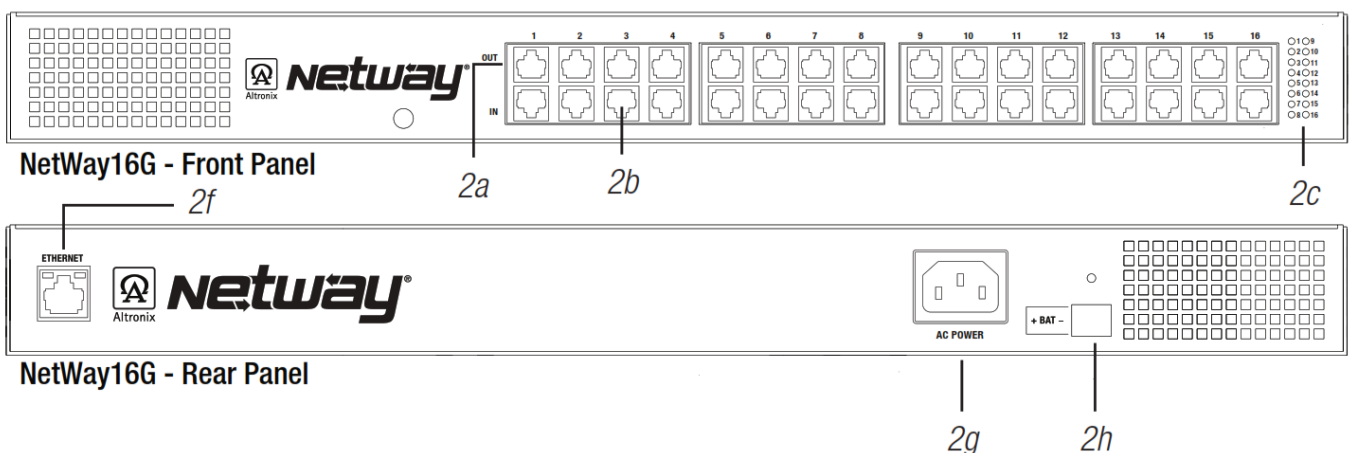 1 2 3 4 5 6 7 8 9 10 11 12 13 14 15 16
OUT
IN
Altronix
Netway®
1 9
2 10
3 11
4 12
5 13
6 14
7 15
8 16
NetWay16G - Front Panel
2a
2b
2c
2f
ETHERNET
Altronix
Netway®
AC POWER
+ BAT –
NetWay16G - Rear Panel
2g
2h